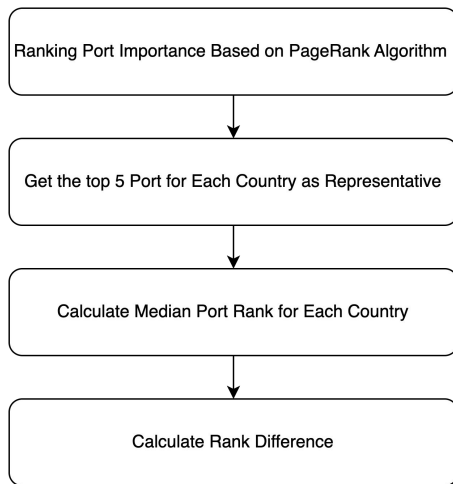 Ranking Port Importance Based on PageRank Algorithm
Get the top 5 Port for Each Country as Representative
Calculate Median Port Rank for Each Country
Calculate Rank Difference